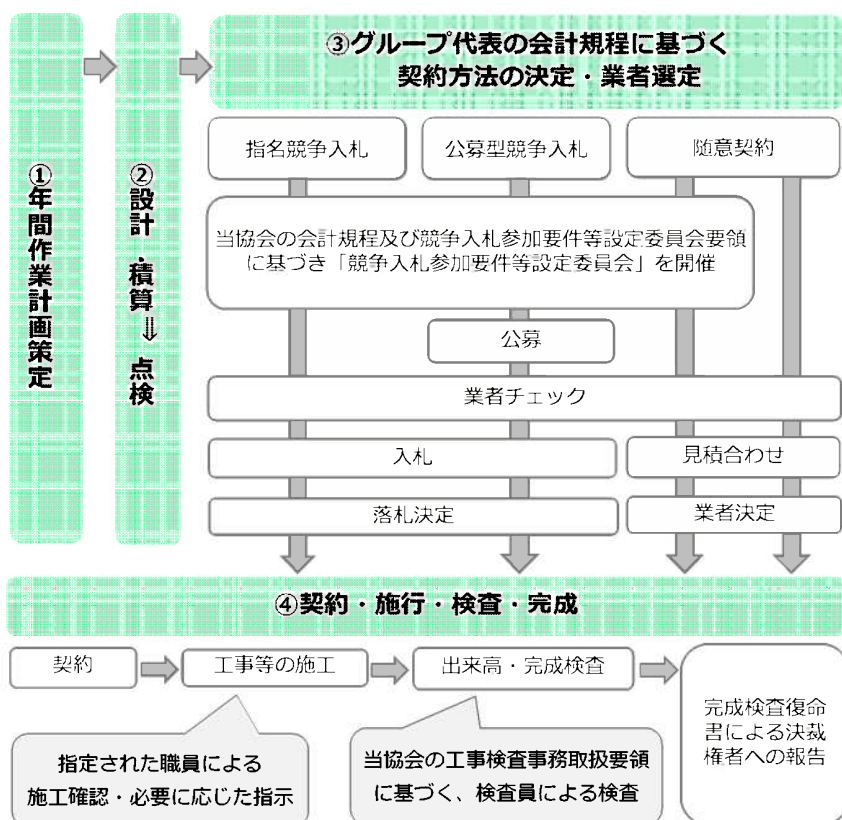 ①年間作業計画策定
②設計・積算⇒点検
③グループ代表の会計規程に基づく
契約方法の決定・業者選定
指名競争入札
公募型競争入札
随意契約
当協会の会計規程及び競争入札参加要件等設定委員会要領
に基づき「競争入札参加要件等設定委員会」を開催
公募
業者チェック
入札
見積合わせ
落札決定
業者決定
④契約・施行・検査・完成
契約
工事等の施工
出来高・完成検査
完成検査復命
書による決裁
権者への報告
指定された職員による
施工確認・必要に応じた指示
当協会の工事検査事務取扱要領
に基づく、検査員による検査